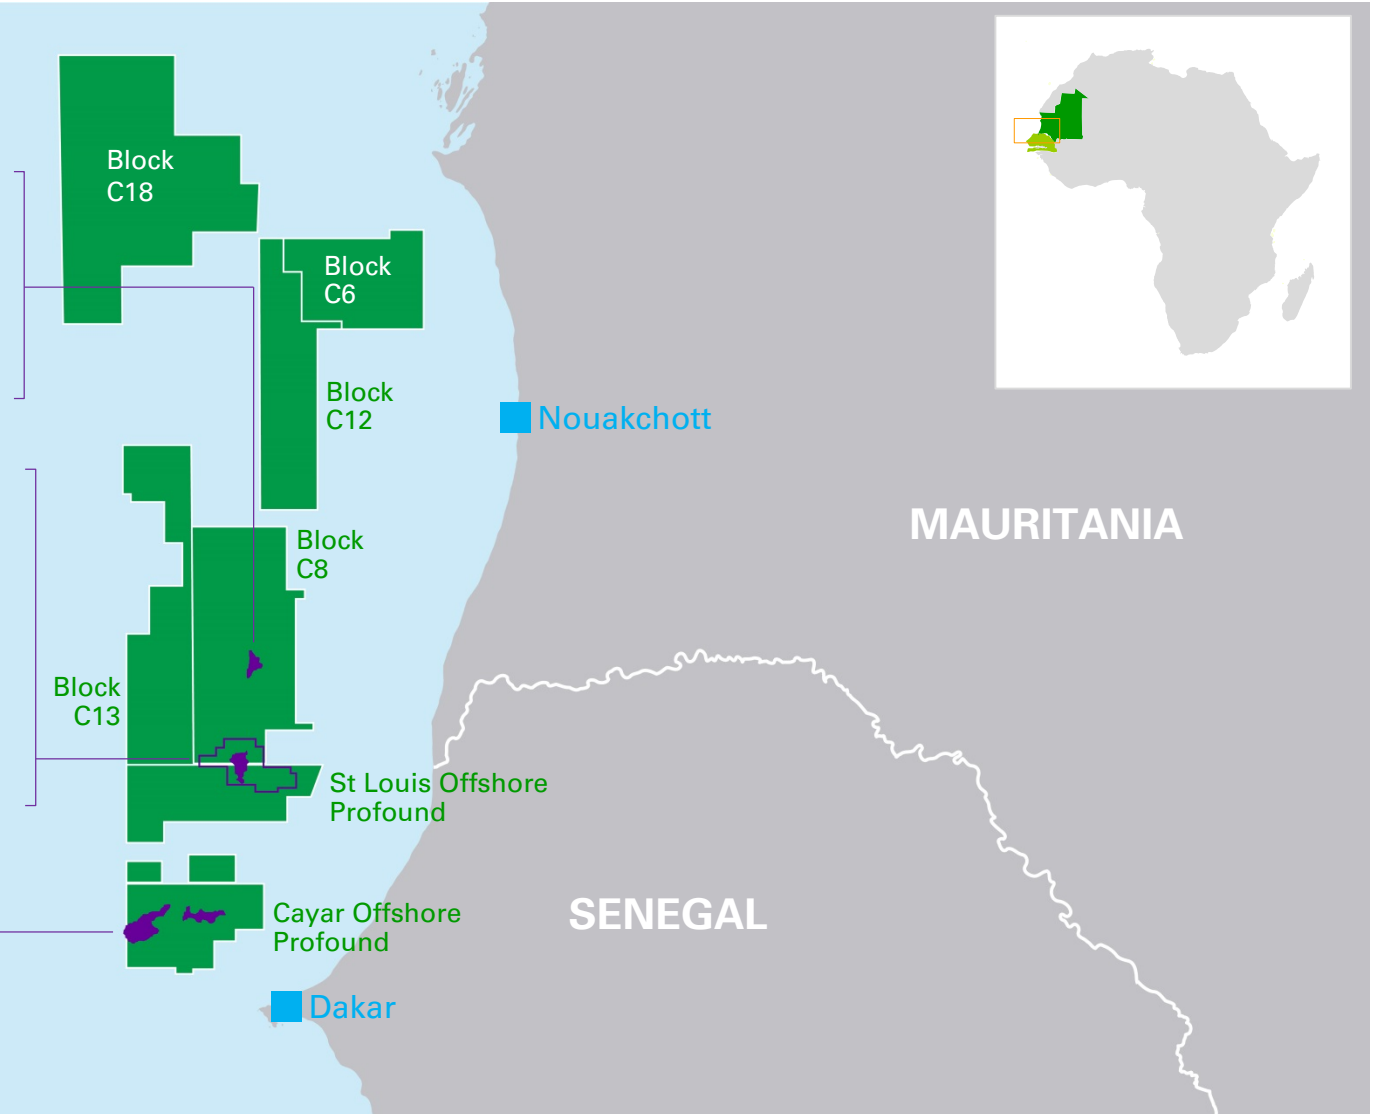 Block
C18
Block
C6
Block
C12
Nouakchott
MAURITANIA
Block
C8
Block
C13
St Louis Offshore
Profound
SENEGAL
Cayar Offshore
Profound
Dakar